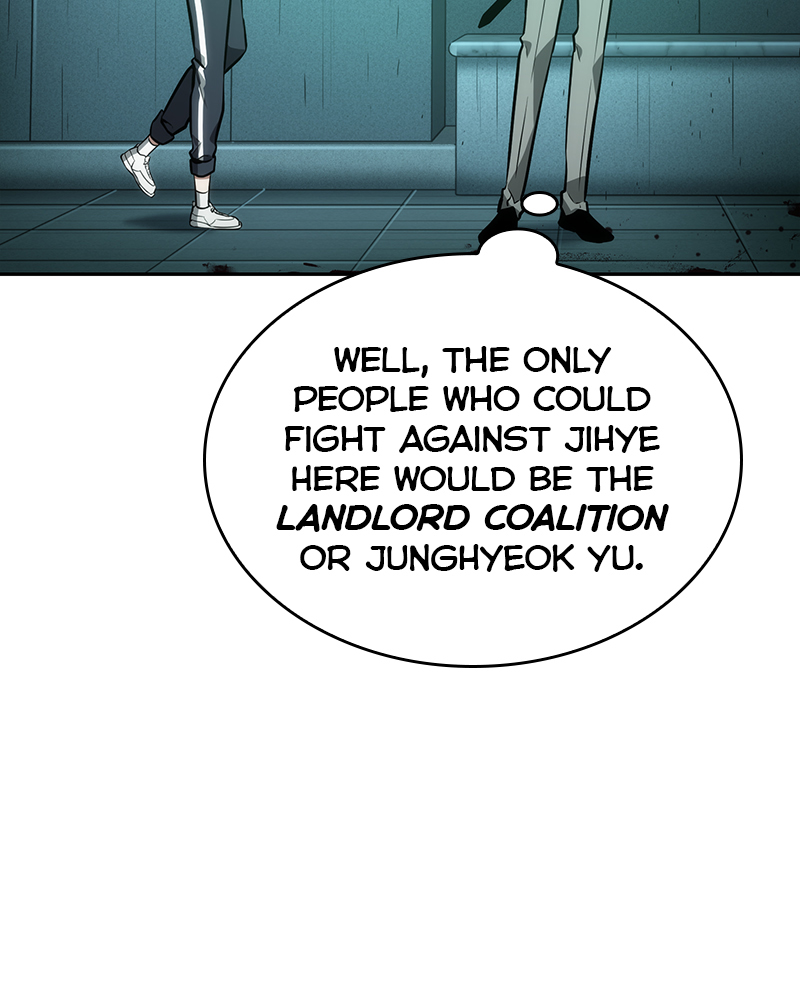 WELL, THE ONLY
PEOPLE WHO COULD
FIGHT AGAINST JIHYE
HERE WOULD BE THE
LANDLORD COALITION
OR JUNGHYEOK YU.